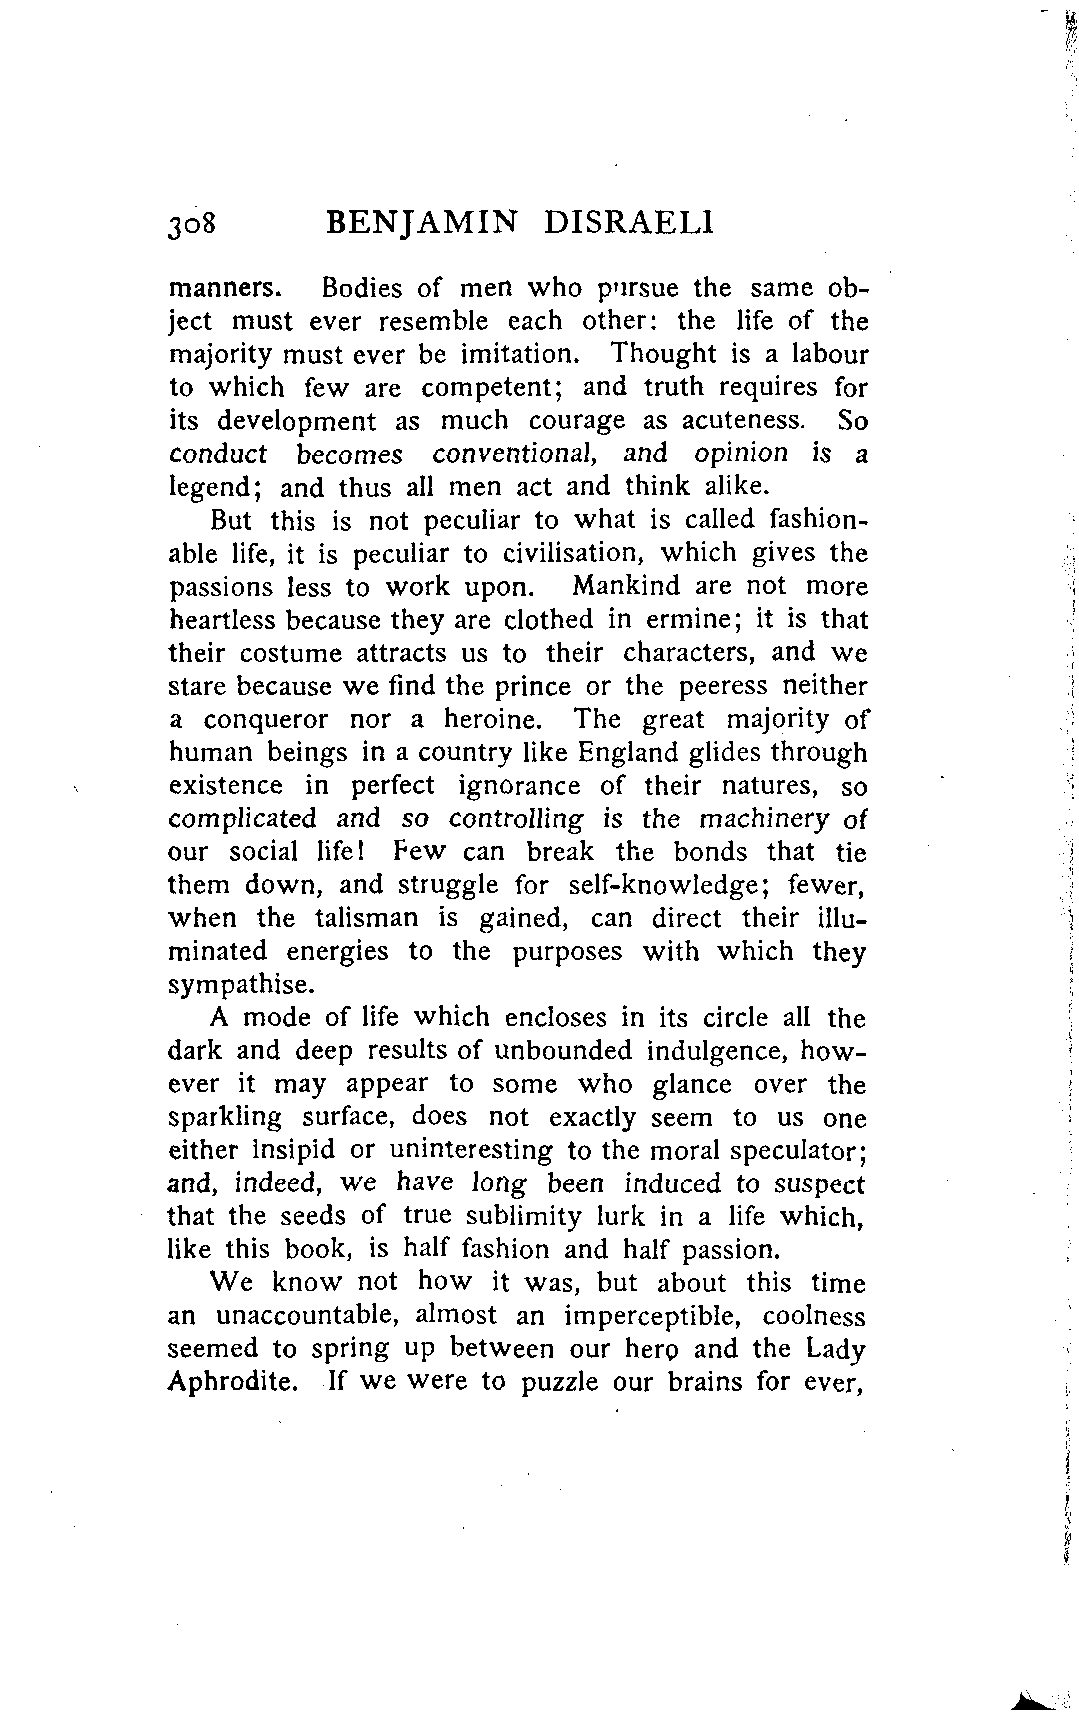 308 BENJAMIN DISRAELI
manners. Bodies of men who pursue the same ob-
ject must ever resemble each other: the life of the
majority must ever be imitation. Thought is a labour
to which few are competent; and truth requires for
its development as much courage as acuteness. So
conduct becomes conventional, and opinion is a
legend; and thus all men act and think alike.
But this is not peculiar to what is called fashion-
able life, it is peculiar to civilisation, which gives the
passions less to work upon. Mankind are not more
heartless because they are clothed in ermine; it is that
their costume attracts us to their characters, and we
stare because we find the prince or the peeress neither
a conqueror nor a heroine. The great majority of
human beings in a country like England glides through
existence in perfect ignorance of their natures, so
complicated and so controlling is the machinery of
our social life! Few can break the bonds that tie
them down, and struggle for self-knowledge; fewer,
when the talisman is gained, can direct their illu-
minated energies to the purposes with which they
sympathise.
A mode of life which encloses in its circle all the
dark and deep results of unbounded indulgence, how-
ever it may appear to some who glance over the
sparkling surface, does not exactly seem to us one
either insipid or uninteresting to the moral speculator;
and, indeed, we have long been induced to suspect
that the seeds of true sublimity lurk in a life which,
like this book, is half fashion and half passion.
We know not how it was, but about this time
an unaccountable, almost an imperceptible, coolness
seemed to spring up between our hero and the Lady
Aphrodite. If we were to puzzle our brains for ever,